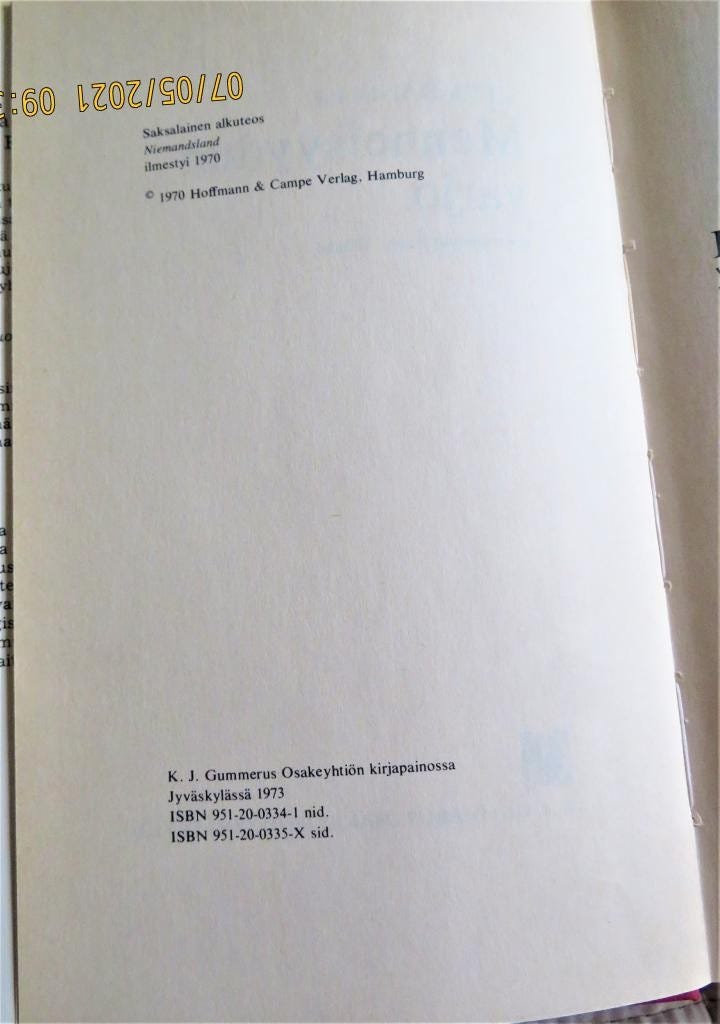 07/05/2021 09:3
Saksalainen alkuteos
Niemandsland
ilmestyi 1970
© 1970 Hoffmann & Campe Verlag, Hamburg
K. J. Gummerus Osakeyhtiön kirjapainossa
Jyväskylässä 1973
ISBN 951-20-0334-1 nid.
ISBN 951-20-0335-X sid.